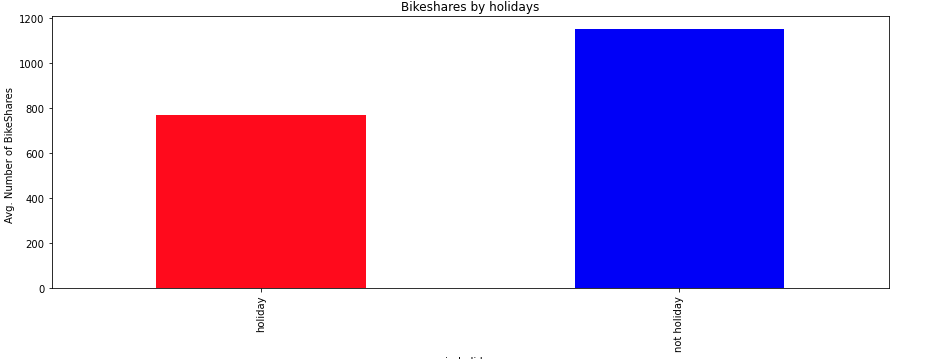 Bikeshares by holidays
Avg. Number of BikeShares
1200
1000
800
600
400
200
0
holiday
not holiday